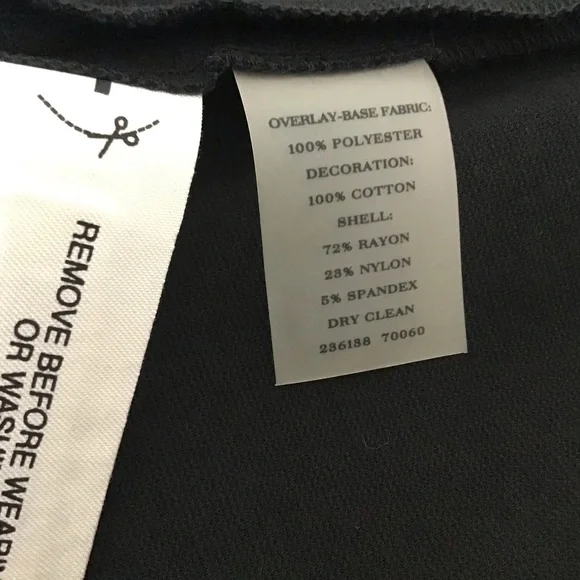 OVERLAY-BASE FABRIC:
100% POLYESTER
DECORATION:
100% COTTON
SHELL:
72% RAYON
23% NYLON
5% SPANDEX
DRY CLEAN
236138 70060
REMOVE BEFORE
OR